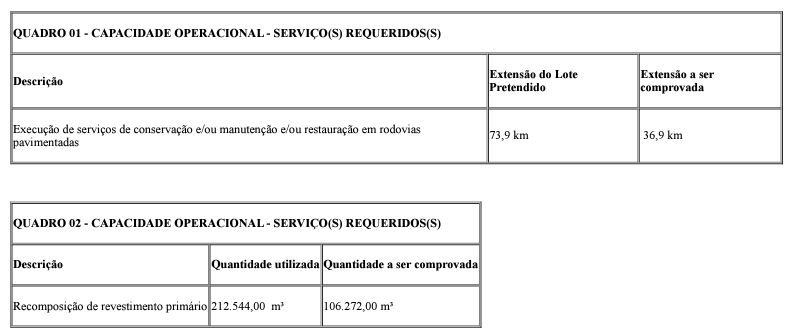 QUADRO 01 - CAPACIDADE OPERACIONAL - SERVIÇO(S) REQUERIDOS(S)
Descrição
Extensão do Lote
Pretendido
Extensão a ser
comprovada
Execução de serviços de conservação e/ou manutenção e/ou restauração em rodovias
pavimentadas
73,9 km
36,9 km
QUADRO 02 - CAPACIDADE OPERACIONAL - SERVIÇO(S) REQUERIDOS(S)
Descrição
Quantidade utilizada
Quantidade a ser comprovada
Recomposição de revestimento primário
212.544,00 m³
106.272,00 m³